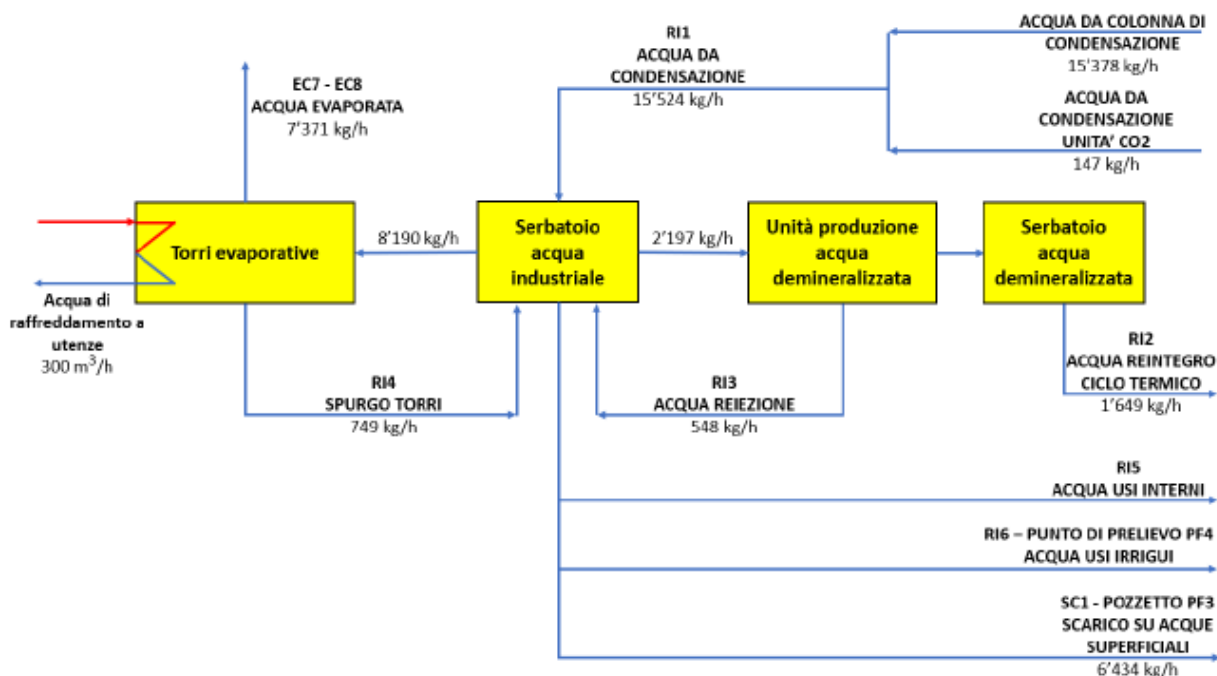 RI1
ACQUA DA
CONDENSAZIONE
15'524 kg/h
ACQUA DA COLONNA DI
CONDENSAZIONE
15'378 kg/h
ACQUA DA
CONDENSAZIONE
UNITA' CO2
147 kg/h
EC7 - EC8
ACQUA EVAPORATA
7'371 kg/h
Torri evaporative
8'190 kg/h
Serbatoio
acqua
industriale
2'197 kg/h
Unità produzione
acqua
demineralizzata
Serbatoio
acqua
demineralizzata
Acqua di
raffreddamento a
utenze
300 m³/h
RI4
SPURGO TORRI
749 kg/h
RI3
ACQUA REIEZIONE
548 kg/h
RI2
ACQUA REINTEGRO
CICLO TERMICO
1'649 kg/h
RI5
ACQUA USI INTERNI
RI6 – PUNTO DI PRELIEVO PF4
ACQUA USI IRRIGUI
SC1 - POZZETTO PF3
SCARICO SU ACQUE
SUPERFICIALI
6'434 kg/h